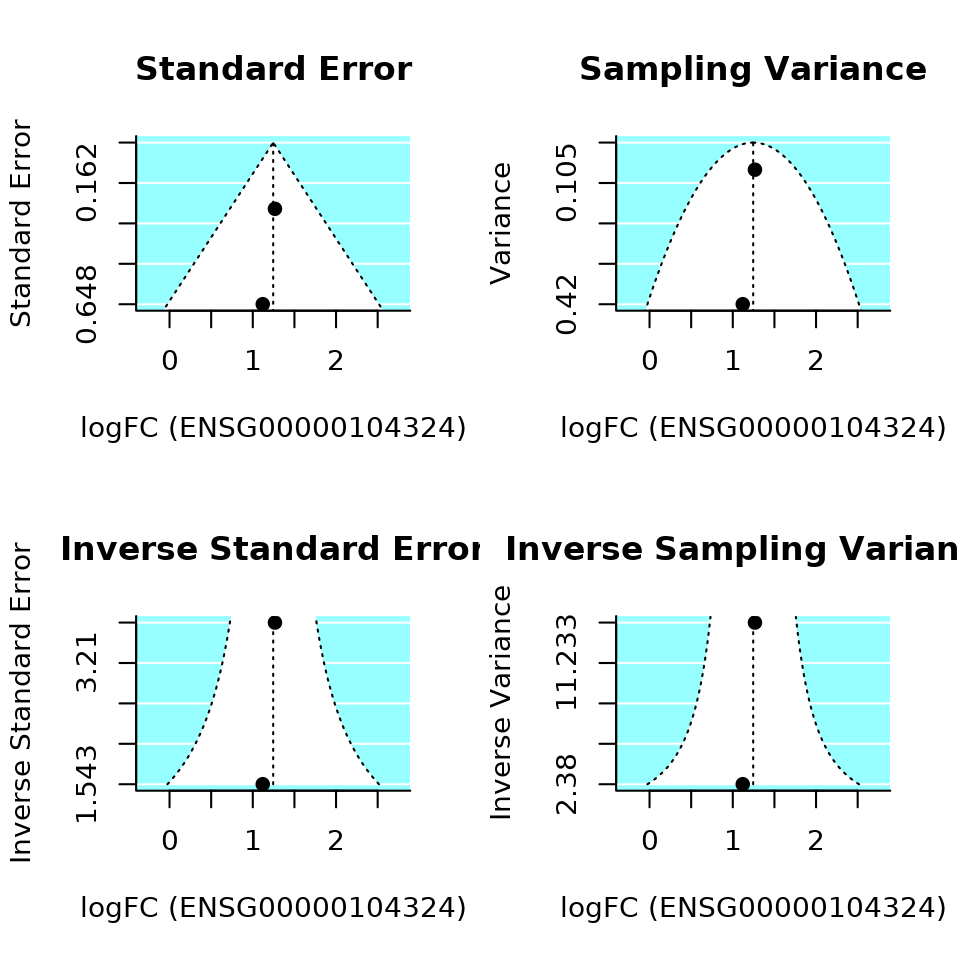 Standard Error
Standard Error
0.162
0.648
0 1 2
logFC (ENSG00000104324)
Sampling Variance
Variance
0.105
0.42
0 1 2
logFC (ENSG00000104324)
Inverse Standard Error
Inverse Standard Error
3.21
1.543
0 1 2
logFC (ENSG00000104324)
Inverse Sampling Varian
Inverse Variance
11.233
2.38
0 1 2
logFC (ENSG00000104324)